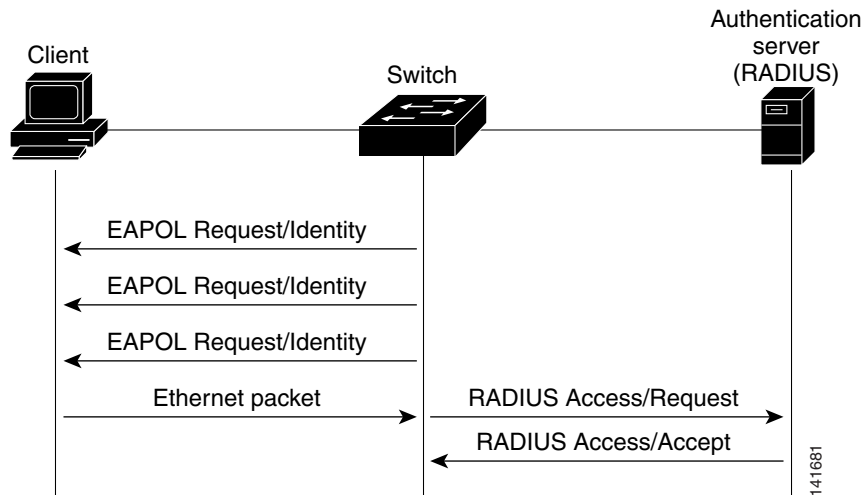 Client
Switch
Authentication
server
(RADIUS)
EAPOL Request/Identity
EAPOL Request/Identity
EAPOL Request/Identity
Ethernet packet
RADIUS Access/Request
RADIUS Access/Accept
141681